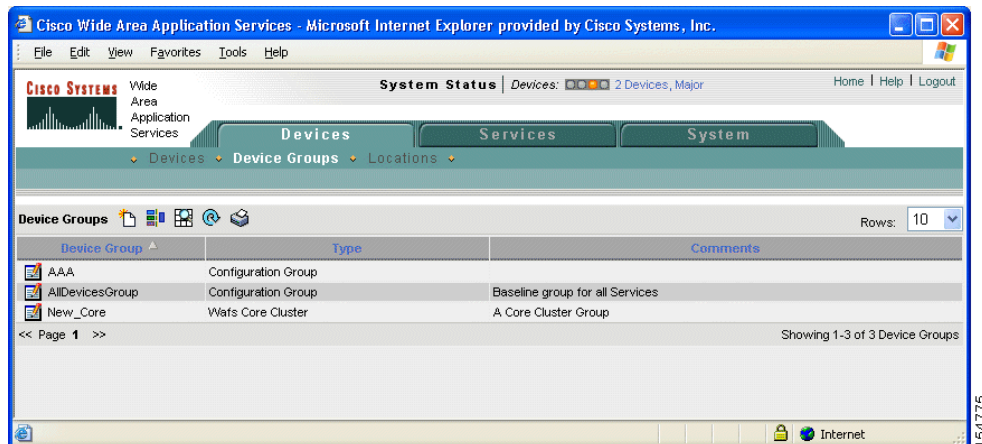 Cisco Wide Area Application Services - Microsoft Internet Explorer provided by Cisco Systems, Inc.
File Edit View Favorites Tools Help
CISCO SYSTEMS
Wide
Area
Application
Services
System Status | Devices: 2 Devices, Major
Home | Help | Logout
Devices Services System
Devices Device Groups Locations
Device Groups
Rows: 10
Device Group Type Comments
AAA Configuration Group
AllDevicesGroup Configuration Group Baseline group for all Services
New_Core Wafs Core Cluster A Core Cluster Group
<< Page 1 >> Showing 1-3 of 3 Device Groups
Internet
154775